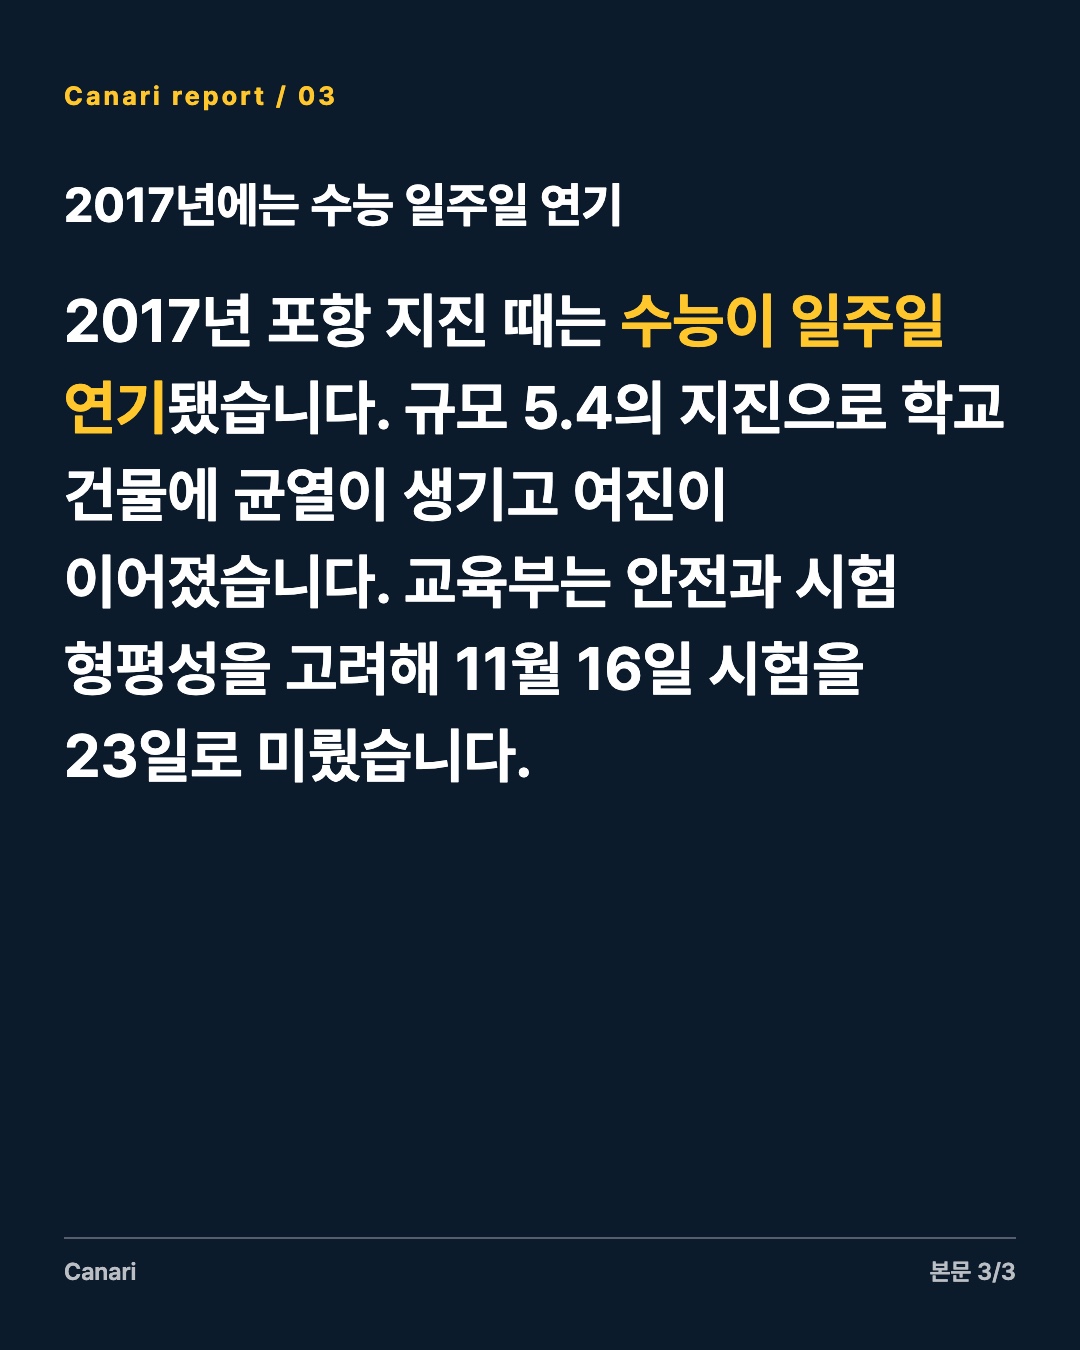 Canari report / 03
2017년에는 수능 일주일 연기
2017년 포항 지진 때는 수능이 일주일
연기됐습니다. 규모 5.4의 지진으로 학교
건물에 균열이 생기고 여진이
이어졌습니다. 교육부는 안전과 시험
형평성을 고려해 11월 16일 시험을
23일로 미뤘습니다.
Canari
본문 3/3